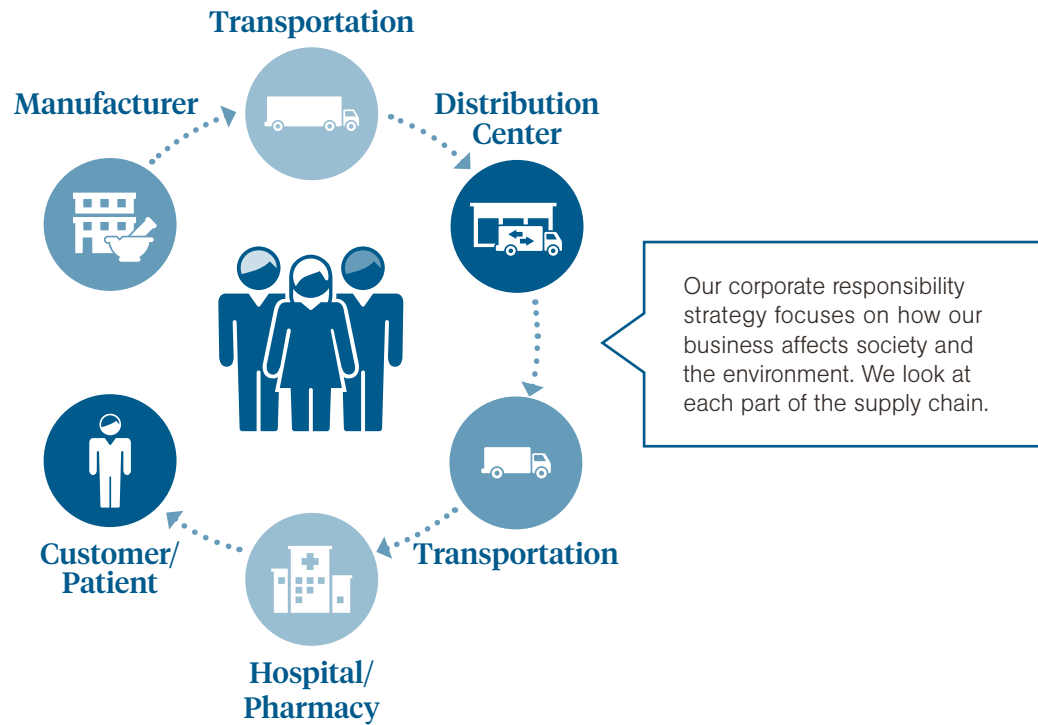 Transportation
Manufacturer
Distribution
Center
Our corporate responsibility
strategy focuses on how our
business affects society and
the environment. We look at
each part of the supply chain.
Transportation
Customer/
Patient
Hospital/
Pharmacy